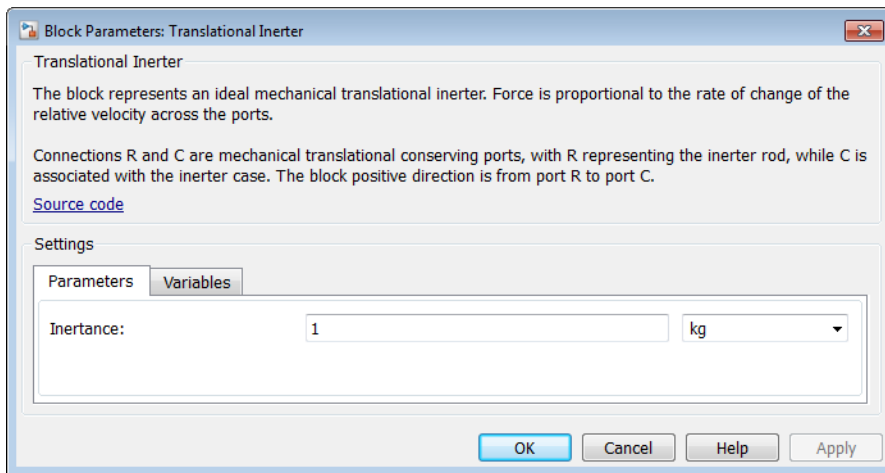 Block Parameters: Translational Inerter
Translational Inerter
The block represents an ideal mechanical translational inerter. Force is proportional to the rate of change of the
relative velocity across the ports.
Connections R and C are mechanical translational conserving ports, with R representing the inerter rod, while C is
associated with the inerter case. The block positive direction is from port R to port C.
Source code
Settings
Parameters Variables
Inertance: 1 kg
OK Cancel Help Apply